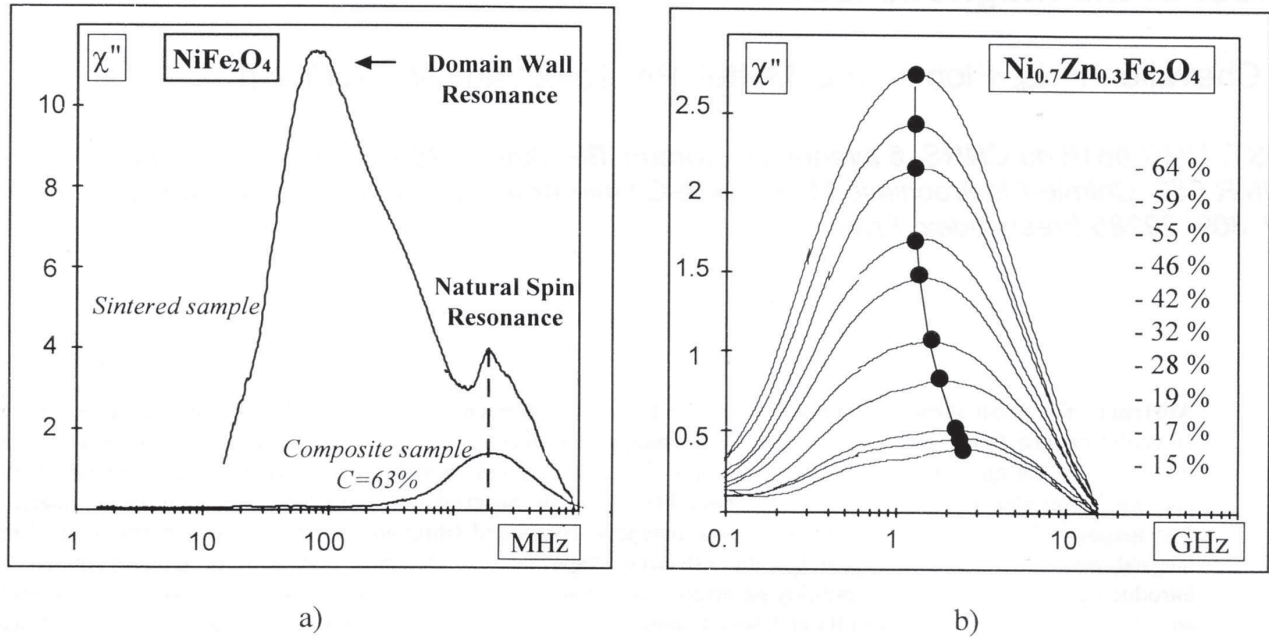 χ" NiFe₂O₄
Domain Wall
Resonance
10
8
6
4
2
Sintered sample
Natural Spin
Resonance
Composite sample
C=63%
1 10 100 MHz
a)
χ" Ni₀.₇Zn₀.₃Fe₂O₄
2.5
2
1.5
1
0.5
- 64 %
- 59 %
- 55 %
- 46 %
- 42 %
- 32 %
- 28 %
- 19 %
- 17 %
- 15 %
0.1 1 10 GHz
b)